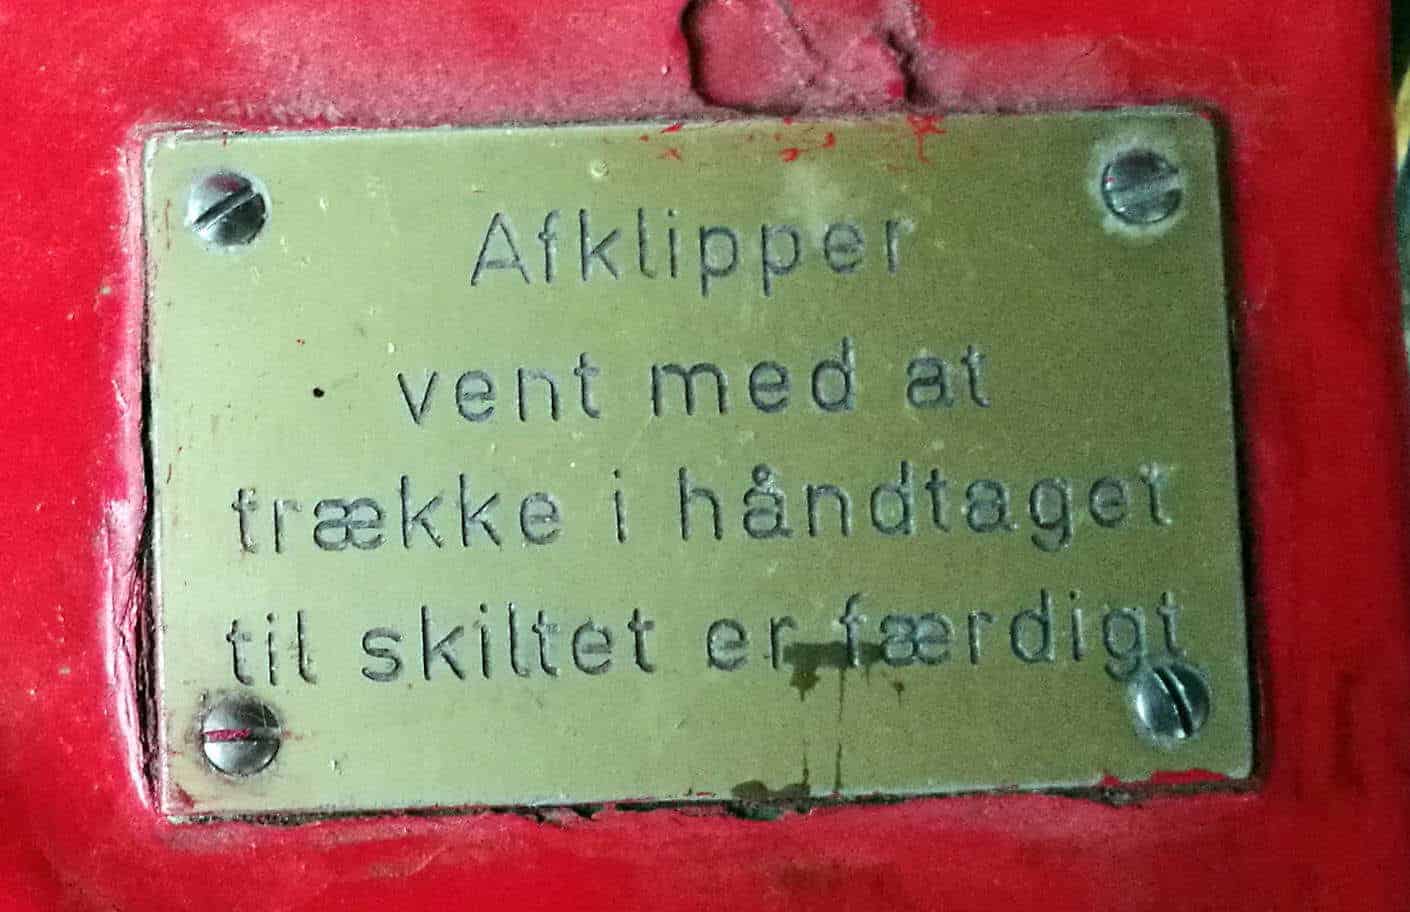 Afklipper
vent med at
trække i håndtaget
til skiltet er færdigt